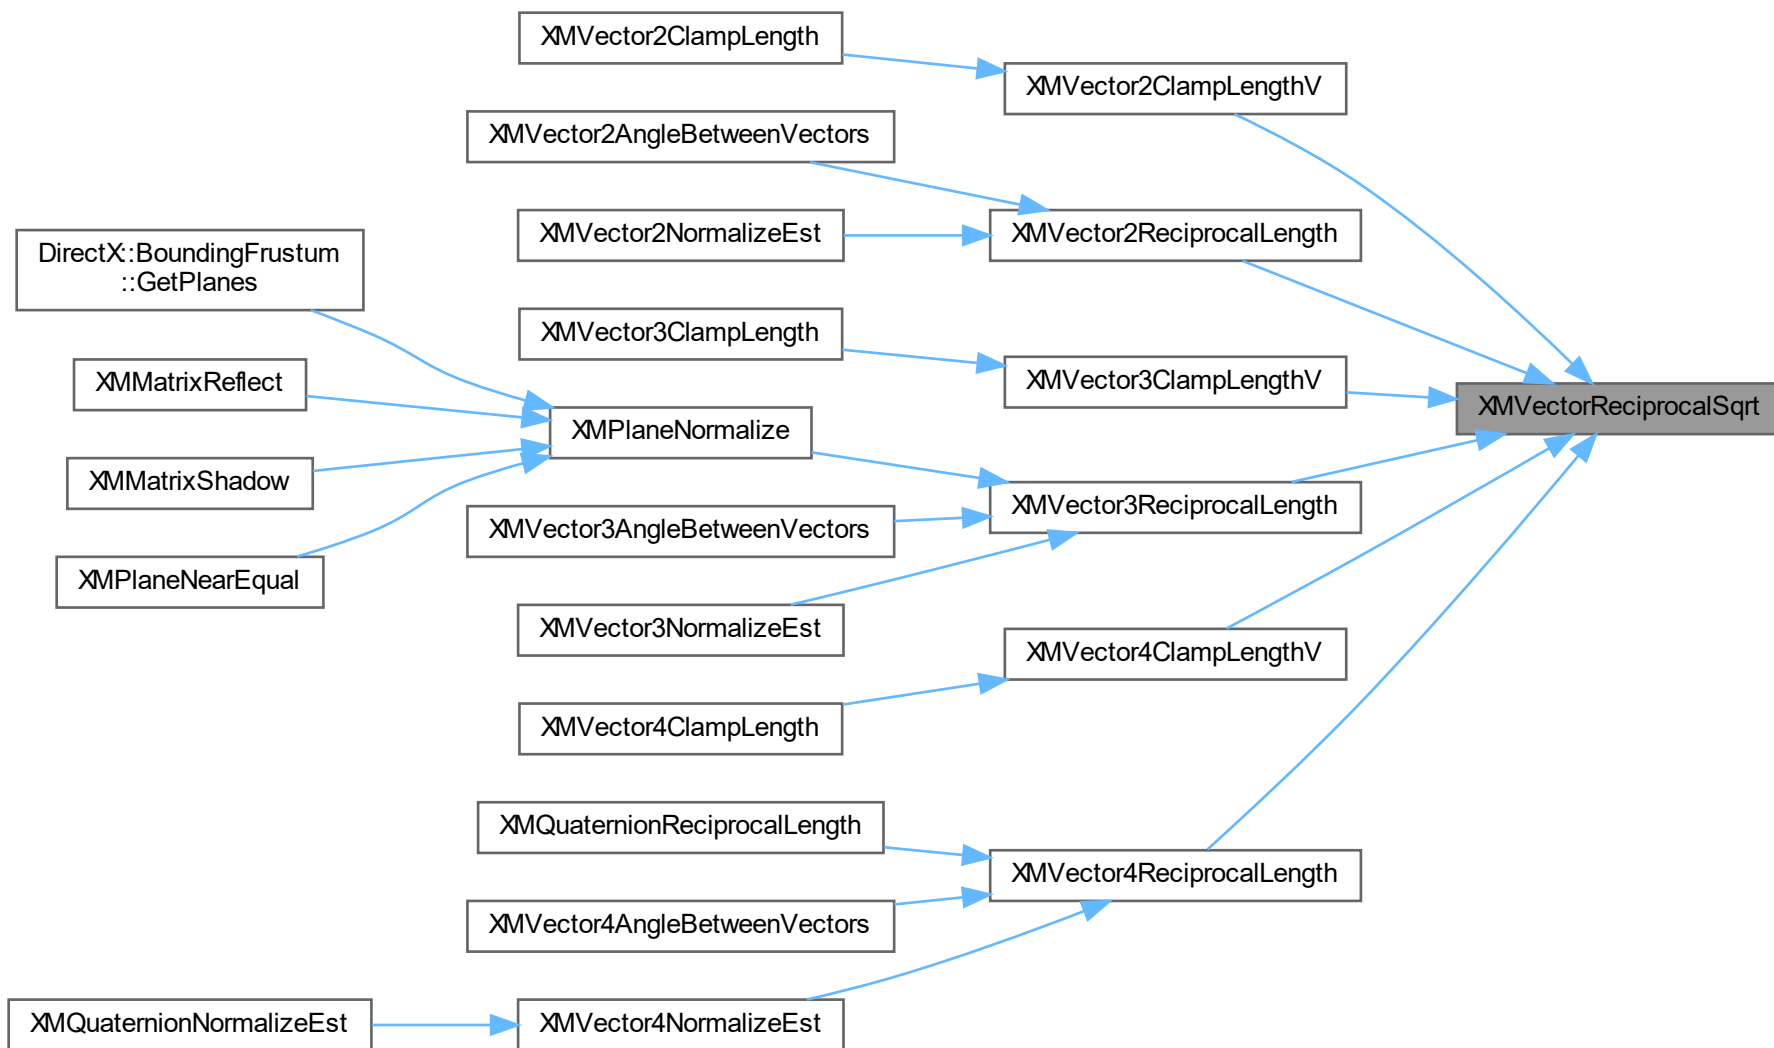 XMVector2ClampLength
XMVector2ClampLengthV
XMVector2AngleBetweenVectors
XMVector2NormalizeEst
XMVector2ReciprocalLength
DirectX::BoundingFrustum
::GetPlanes
XMVector3ClampLength
XMVector3ClampLengthV
XMMatrixReflect
XMVectorReciprocalSqrt
XMPlaneNormalize
XMMatrixShadow
XMVector3ReciprocalLength
XMVector3AngleBetweenVectors
XMPlaneNearEqual
XMVector3NormalizeEst
XMVector4ClampLengthV
XMVector4ClampLength
XMQuaternionReciprocalLength
XMVector4ReciprocalLength
XMVector4AngleBetweenVectors
XMQuaternionNormalizeEst
XMVector4NormalizeEst